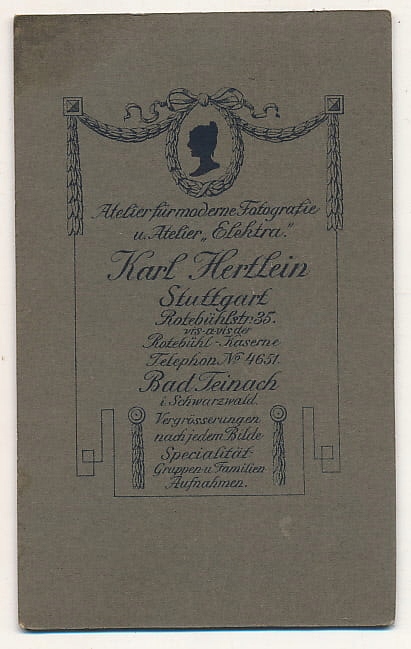 Atelier für moderne Fotografie
u. Atelier „Elektra."
Karl Hertlein
Stuttgart
Rotebühlstr. 35.
vis-a-vis der
Rotebühl-Kaserne
Telephon No 4651.
Bad Teinach
i. Schwarzwald.
Vergrösserungen
nach jedem Bilde
Specialität
Gruppen- u. Familien-
Aufnahmen.